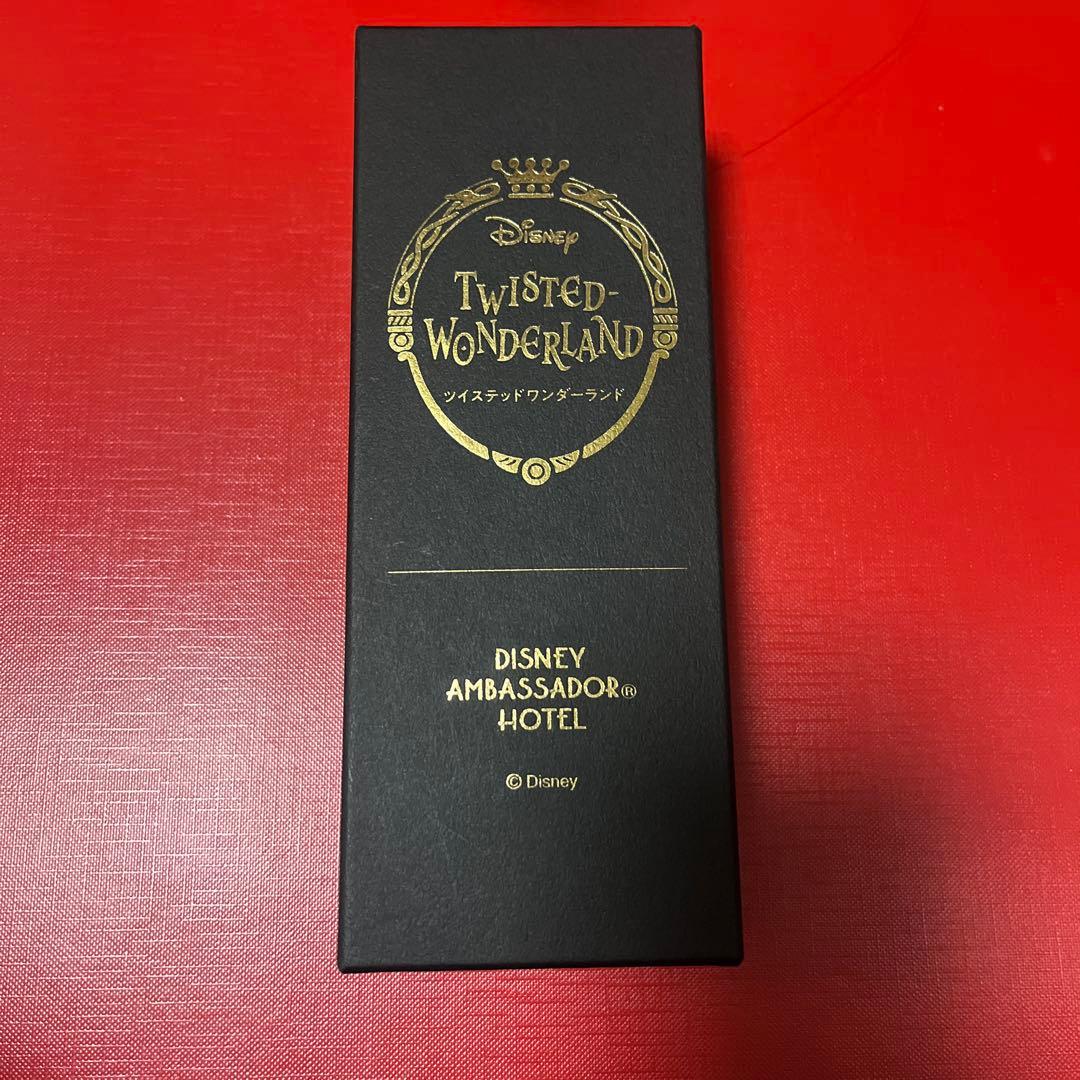 Disney
TWISTED-
WONDERLAND
ツイステッドワンダーランド
DISNEY
AMBASSADOR®
HOTEL
© Disney